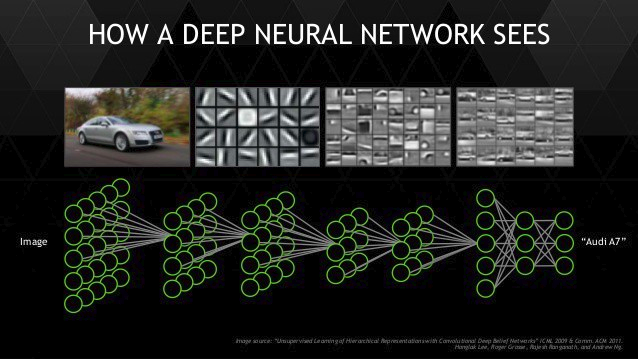 HOW A DEEP NEURAL NETWORK SEES
Image
“Audi A7”
Image source: “Unsupervised Learning of Hierarchical Representations with Convolutional Deep Belief Networks” ICML 2009 & Comm. ACM 2011.
Honglak Lee, Roger Grosse, Rajesh Ranganath, and Andrew Ng.